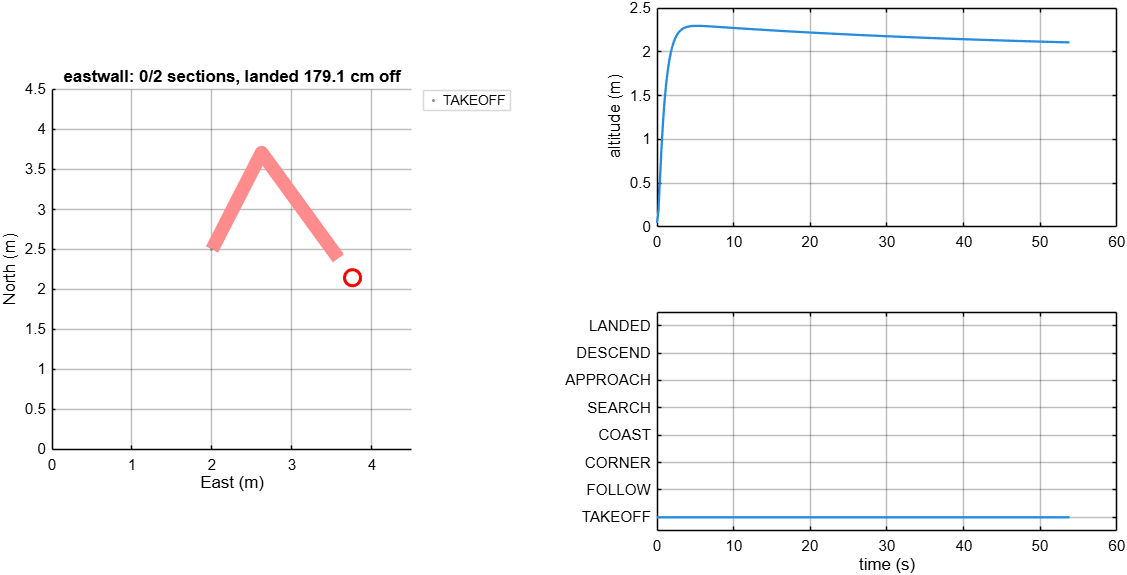 eastwall: 0/2 sections, landed 179.1 cm off
TAKEOFF
4.5
4
3.5
3
2.5
2
1.5
1
0.5
0
North (m)
0 1 2 3 4
East (m)
2.5
2
1.5
1
0.5
0
altitude (m)
0 10 20 30 40 50 60
LANDED
DESCEND
APPROACH
SEARCH
COAST
CORNER
FOLLOW
TAKEOFF
0 10 20 30 40 50 60
time (s)